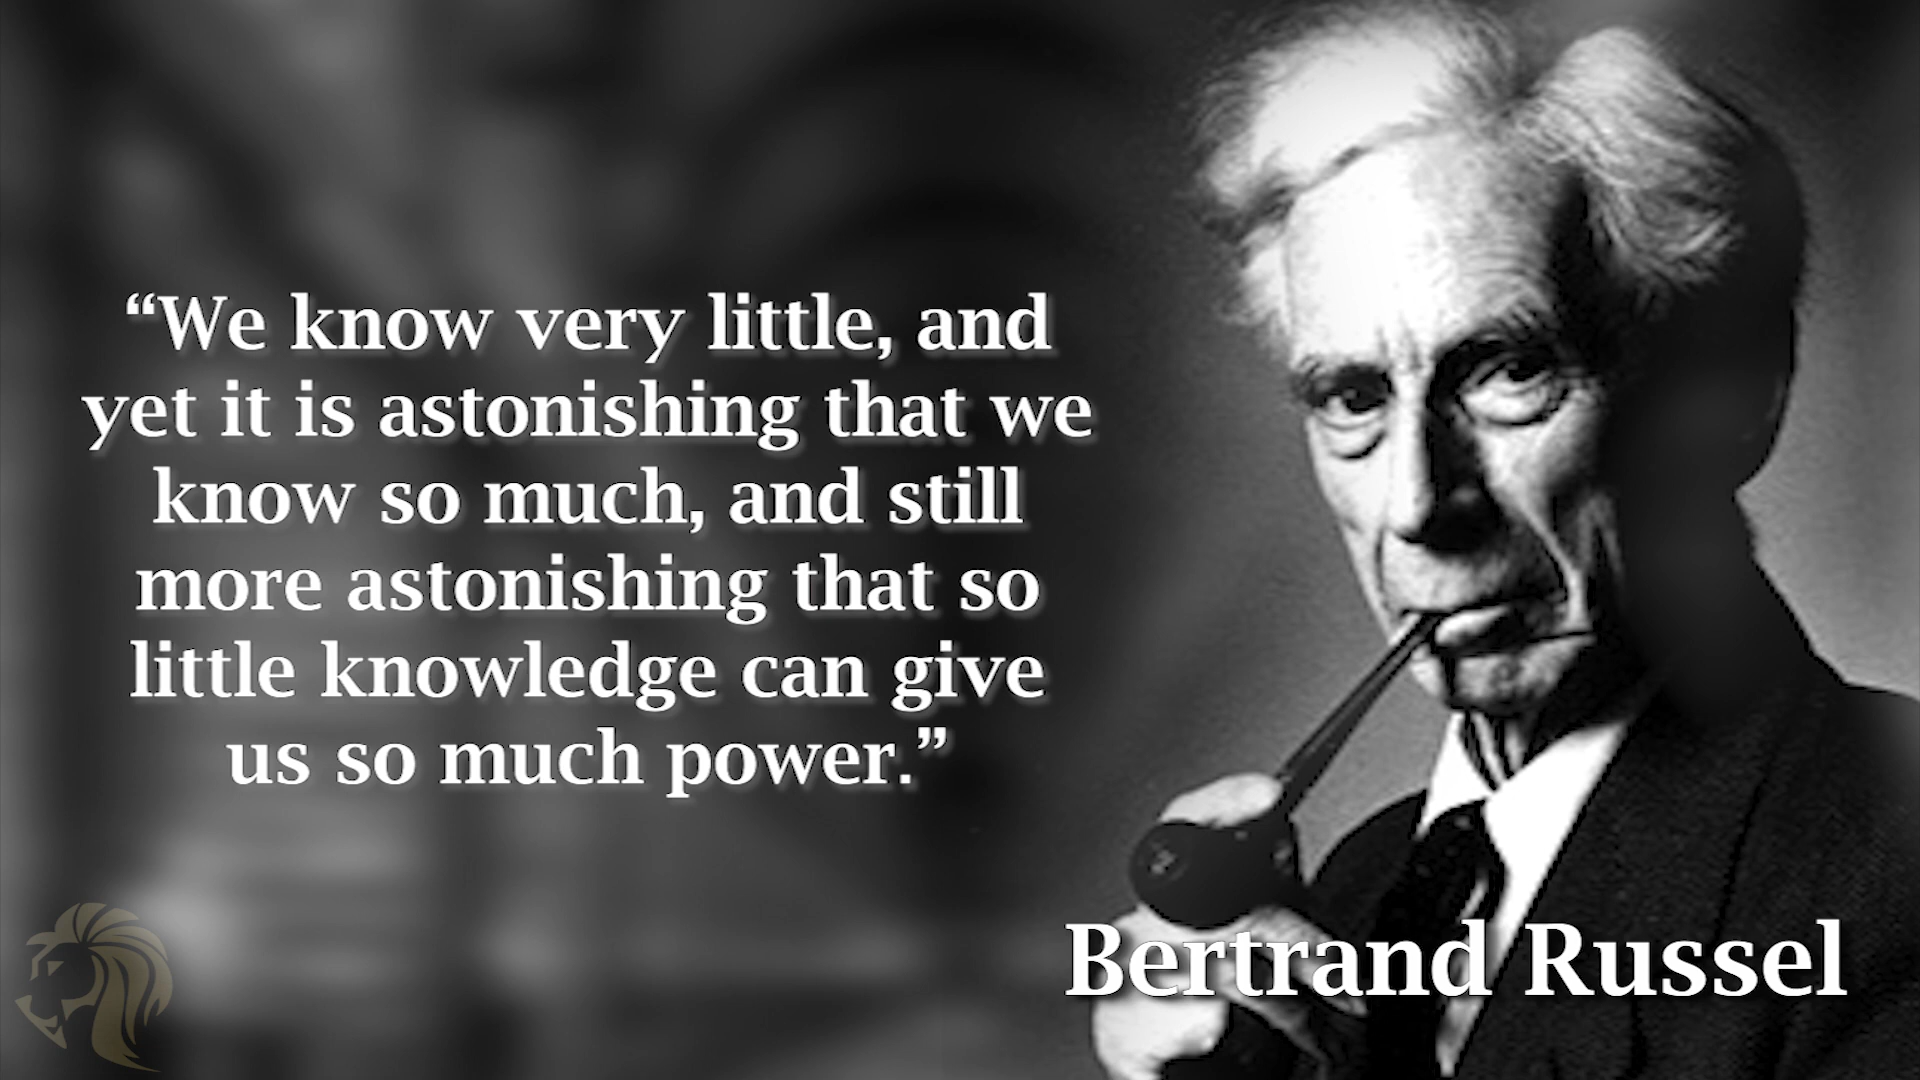 “We know very little, and
yet it is astonishing that we
know so much, and still
more astonishing that so
little knowledge can give
us so much power.”
Bertrand Russel